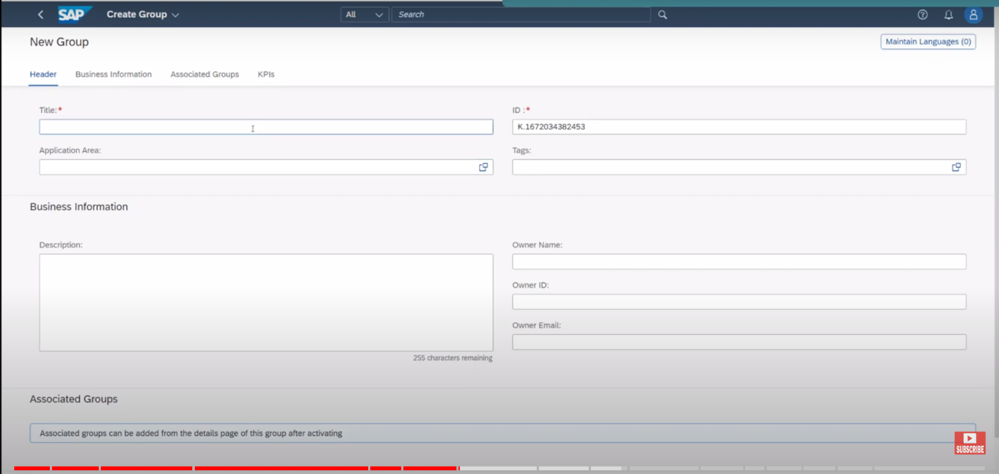 SAP Create Group All Search
New Group Maintain Languages (0)
Header Business Information Associated Groups KPIs
Title:* ID :*
K.1672034382453
Application Area: Tags:
Business Information
Description: Owner Name:
Owner ID:
Owner Email:
255 characters remaining
Associated Groups
Associated groups can be added from the details page of this group after activating
SUBSCRIBE